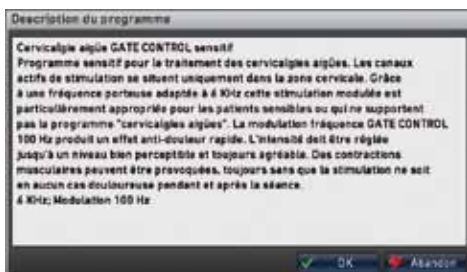 Description du programme
Cervicalgie aigüe GATE CONTROL sensitif
Programme sensitif pour le traitement des cervicalgies aigües. Les canaux
actifs de stimulation se situent uniquement dans la zone cervicale. Grâce
à une fréquence porteuse adaptée à 4 KHz cette stimulation modulée est
particulièrement appropriée pour les patients sensibles ou qui ne supportent
pas la programme "cervicalgies aigües". La modulation fréquence GATE CONTROL
100 Hz produit un effet anti-douleur rapide. L'intensité doit être réglée
jusqu'à un niveau bien perceptible et toujours agréable. Des contractions
musculaires peuvent être provoquées, toujours sans que la stimulation ne soit
en aucun cas douloureuse pendant et après la séance.
4 KHz; Modulation 100 Hz
OK Abandon